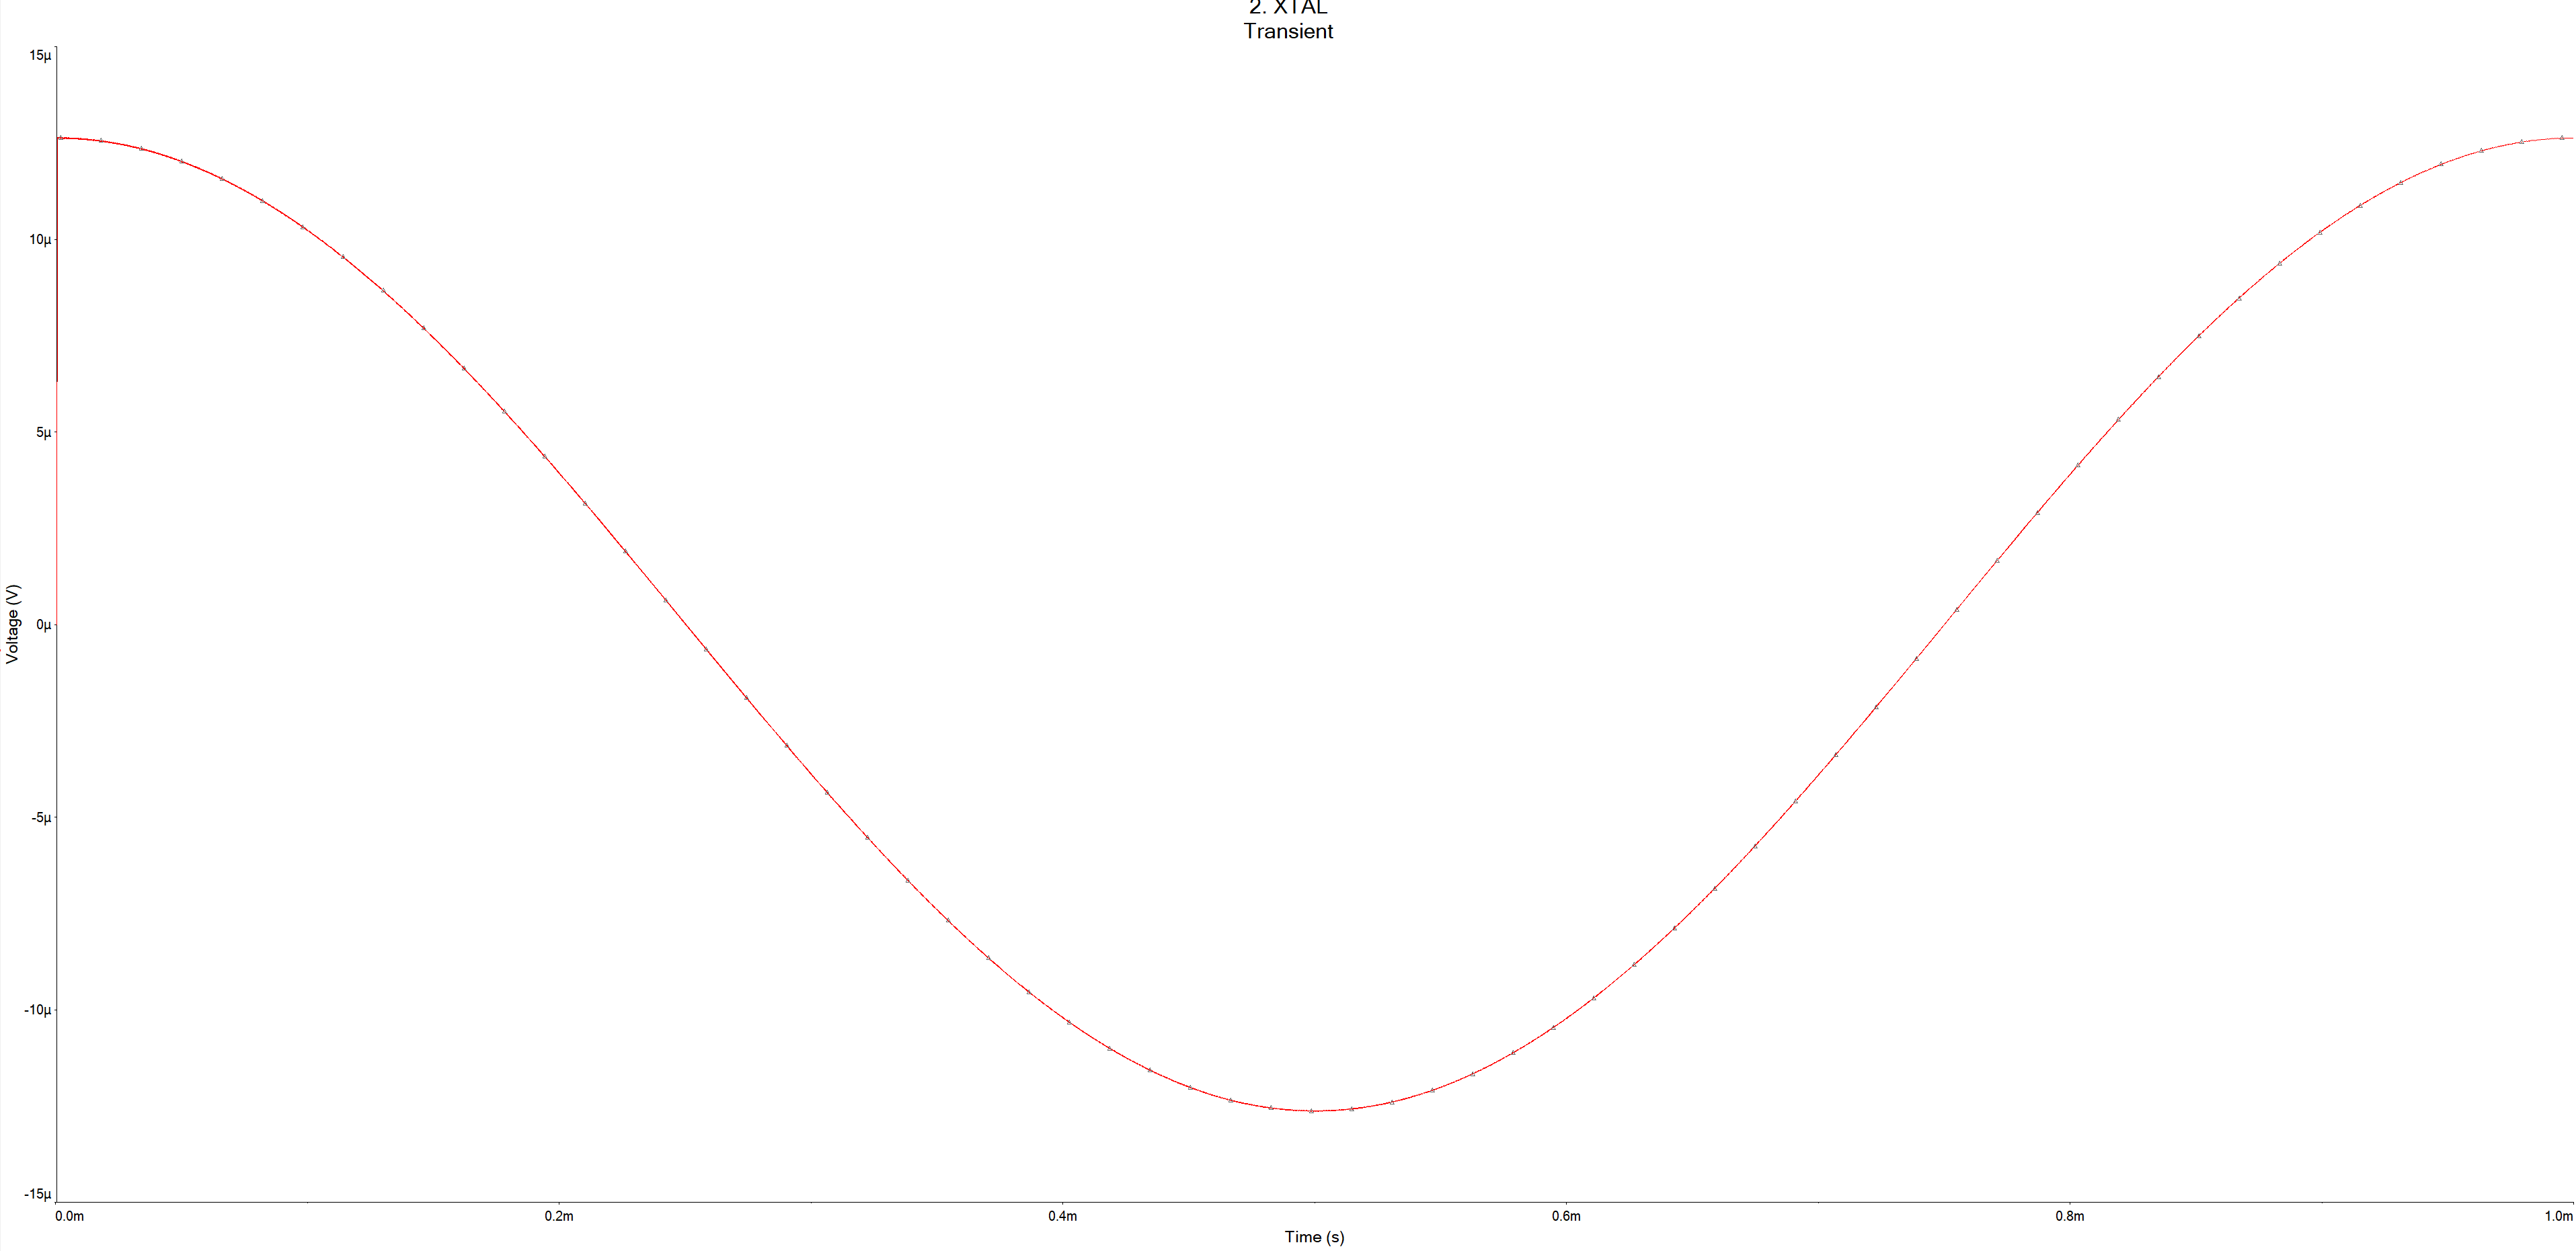 2. XTAL
Transient
15µ
10µ
5µ
0µ
-5µ
-10µ
-15µ
Voltage (V)
0.0m 0.2m 0.4m 0.6m 0.8m 1.0m
Time (s)